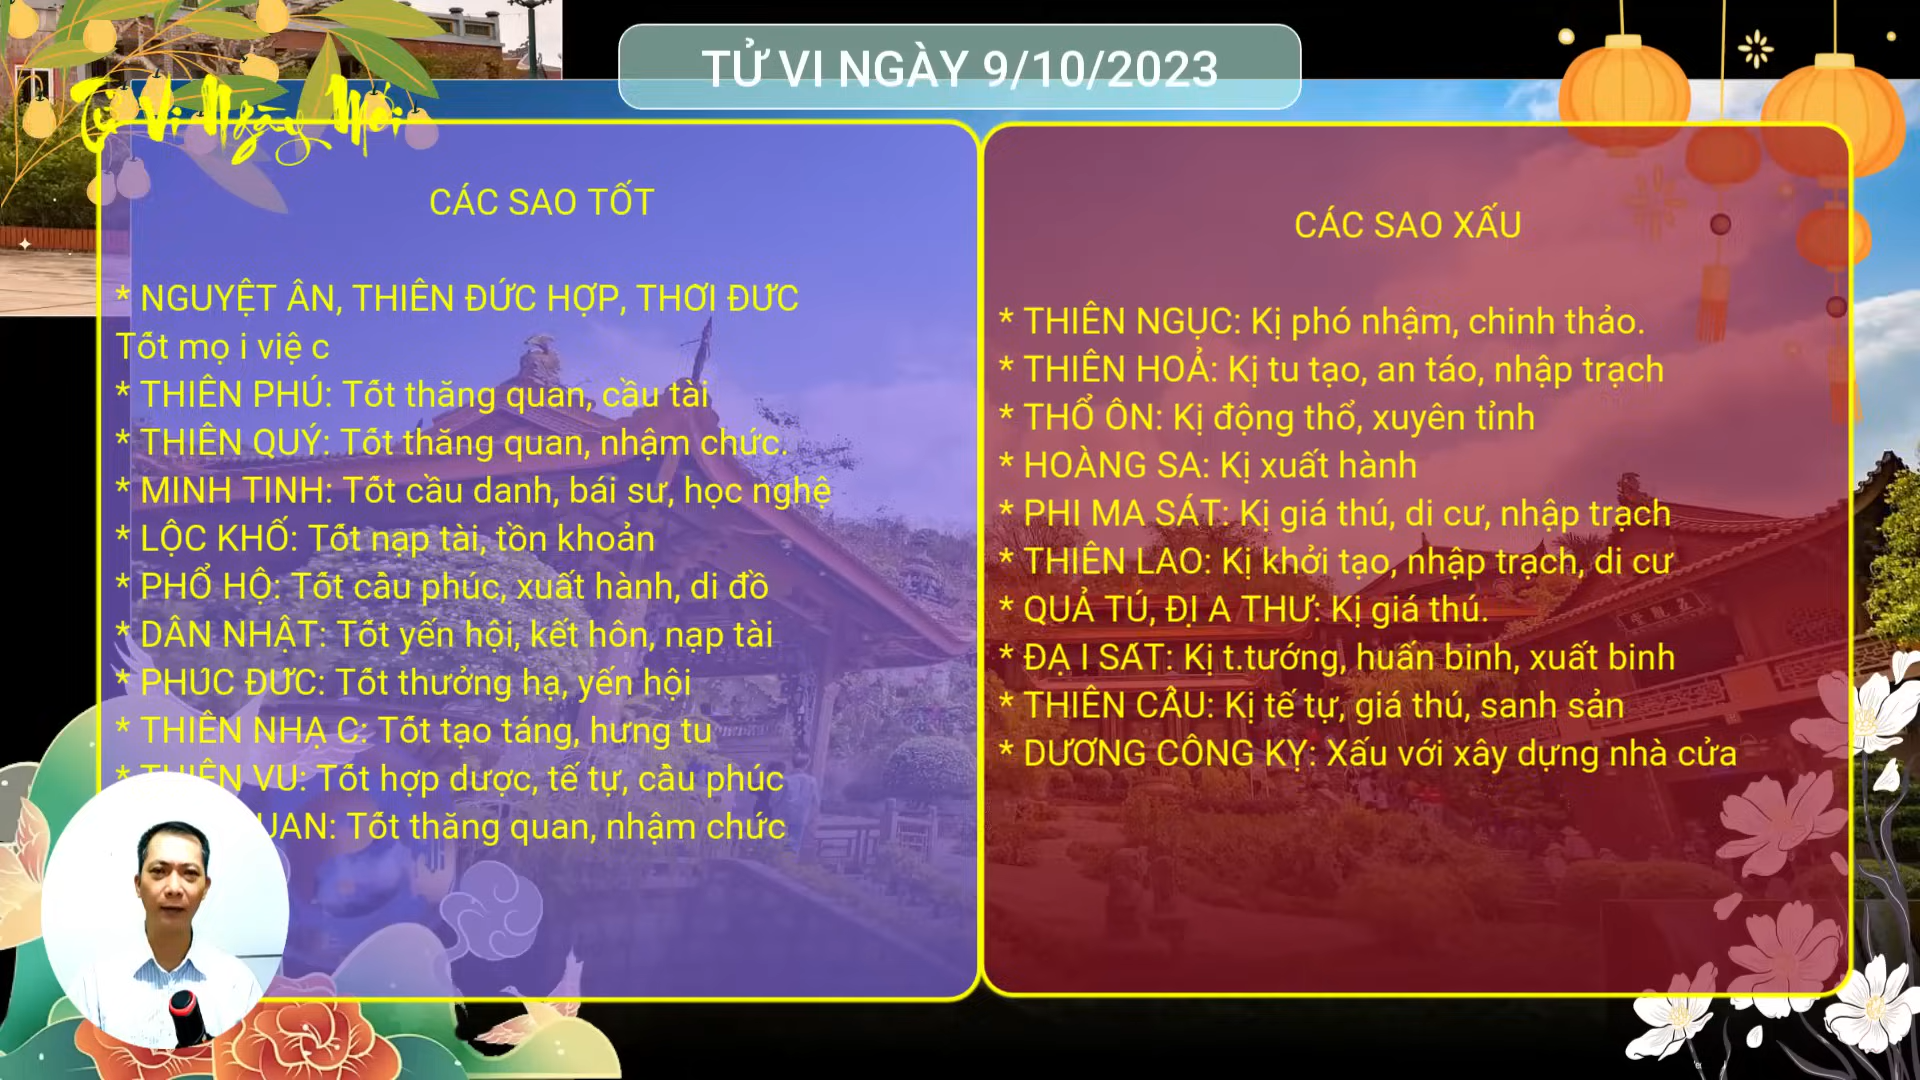 TỬ VI NGÀY 9/10/2023
Tử Vi Ngày Mới
CÁC SAO TỐT
* NGUYỆT ÂN, THIÊN ĐỨC HỢP, THƠI ĐƯC
Tốt mọ i việ c
* THIÊN PHÚ: Tốt thăng quan, cầu tài
* THIÊN QUÝ: Tốt thăng quan, nhậm chức.
* MINH TINH: Tốt cầu danh, bái sư, học nghệ
* LỘC KHỐ: Tốt nạp tài, tồn khoản
* PHỔ HỘ: Tốt cầu phúc, xuất hành, di đồ
* DÂN NHẬT: Tốt yến hội, kết hôn, nạp tài
* PHÚC ĐƯC: Tốt thưởng hạ, yến hội
* THIÊN NHẠ C: Tốt tạo táng, hưng tu
* THIÊN VU: Tốt hợp dược, tế tự, cầu phúc
UAN: Tốt thăng quan, nhậm chức
CÁC SAO XẤU
* THIÊN NGỤC: Kị phó nhậm, chinh thảo.
* THIÊN HOẢ: Kị tu tạo, an táo, nhập trạch
* THỔ ÔN: Kị động thổ, xuyên tỉnh
* HOÀNG SA: Kị xuất hành
* PHI MA SÁT: Kị giá thú, di cư, nhập trạch
* THIÊN LAO: Kị khởi tạo, nhập trạch, di cư
* QUẢ TÚ, ĐỊ A THƯ: Kị giá thú.
* ĐẠ I SÁT: Kị t.tướng, huấn binh, xuất binh
* THIÊN CẨU: Kị tế tự, giá thú, sanh sản
* DƯƠNG CÔNG KỴ: Xấu với xây dựng nhà cửa